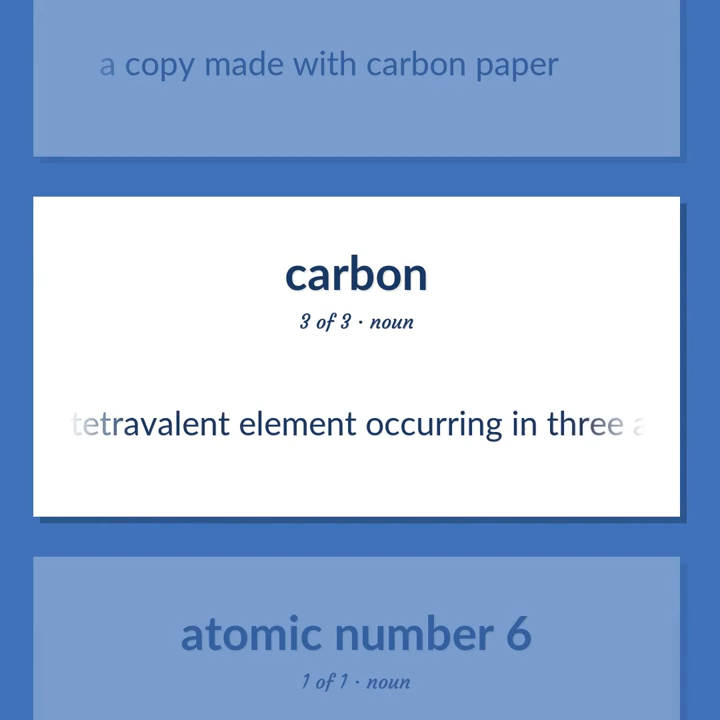 a copy made with carbon paper
carbon
3 of 3 · noun
tetravalent element occurring in three
atomic number 6
1 of 1 · noun